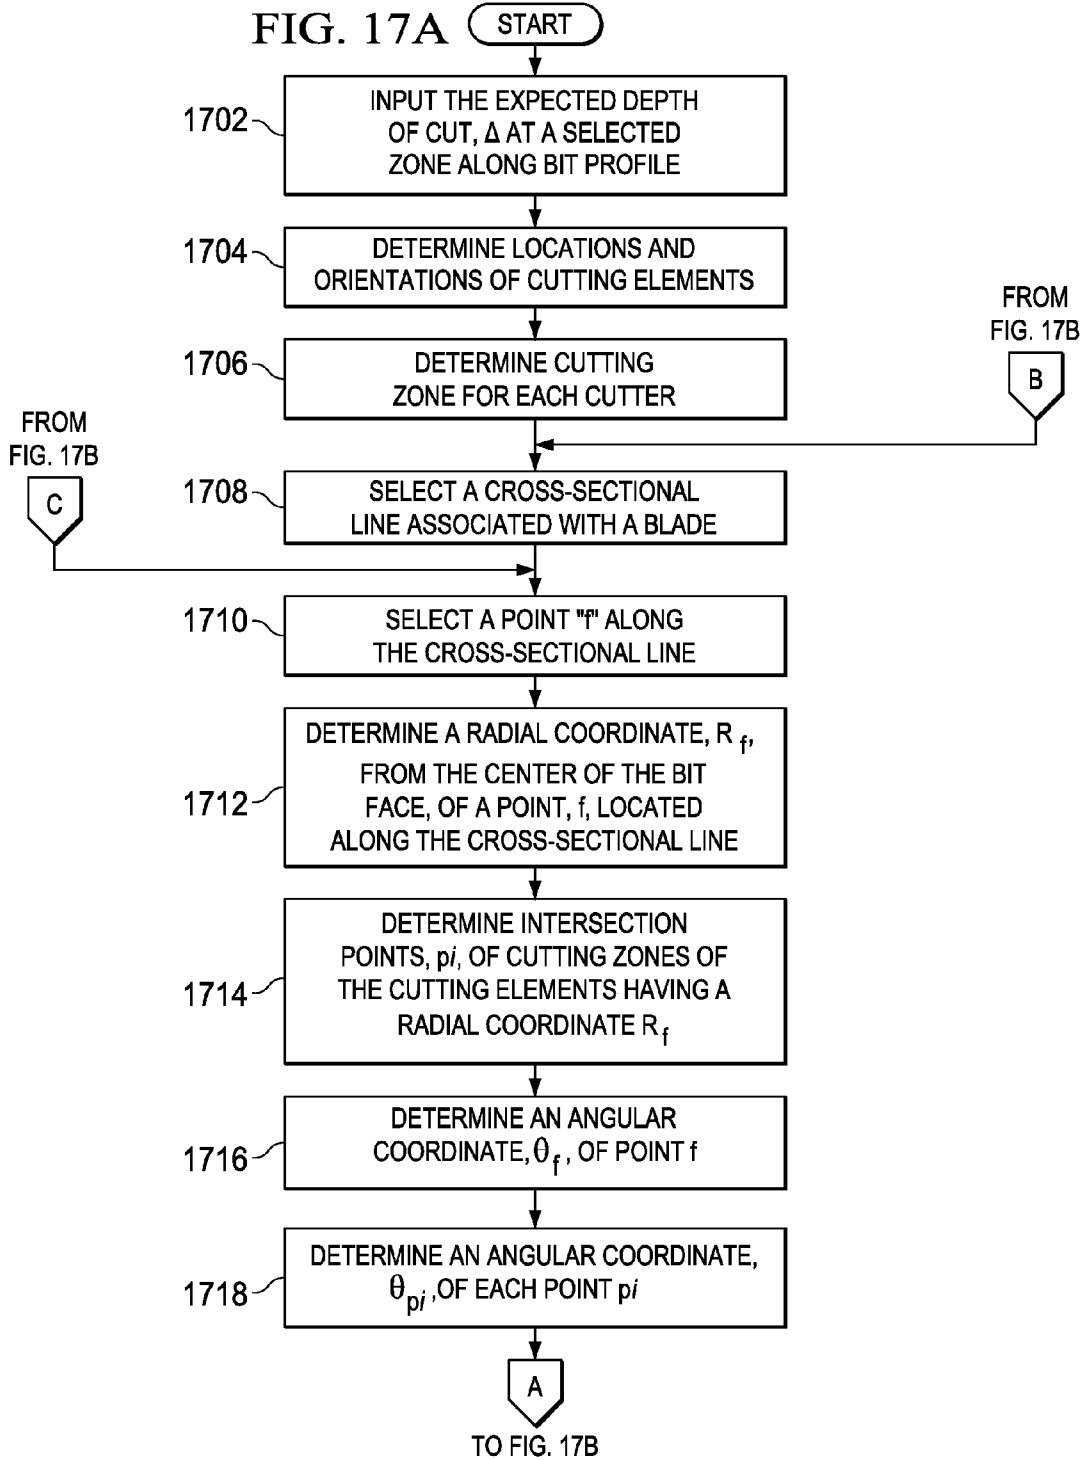 FIG. 17A
START
1702
INPUT THE EXPECTED DEPTH
OF CUT, Δ AT A SELECTED
ZONE ALONG BIT PROFILE
1704
DETERMINE LOCATIONS AND
ORIENTATIONS OF CUTTING ELEMENTS
FROM
FIG. 17B
B
1706
DETERMINE CUTTING
ZONE FOR EACH CUTTER
FROM
FIG. 17B
C
1708
SELECT A CROSS-SECTIONAL
LINE ASSOCIATED WITH A BLADE
1710
SELECT A POINT "f" ALONG
THE CROSS-SECTIONAL LINE
1712
DETERMINE A RADIAL COORDINATE, R f,
FROM THE CENTER OF THE BIT
FACE, OF A POINT, f, LOCATED
ALONG THE CROSS-SECTIONAL LINE
1714
DETERMINE INTERSECTION
POINTS, pi, OF CUTTING ZONES OF
THE CUTTING ELEMENTS HAVING A
RADIAL COORDINATE R f
1716
DETERMINE AN ANGULAR
COORDINATE, θ f, OF POINT f
1718
DETERMINE AN ANGULAR COORDINATE,
θ pi ,OF EACH POINT pi
A
TO FIG. 17B